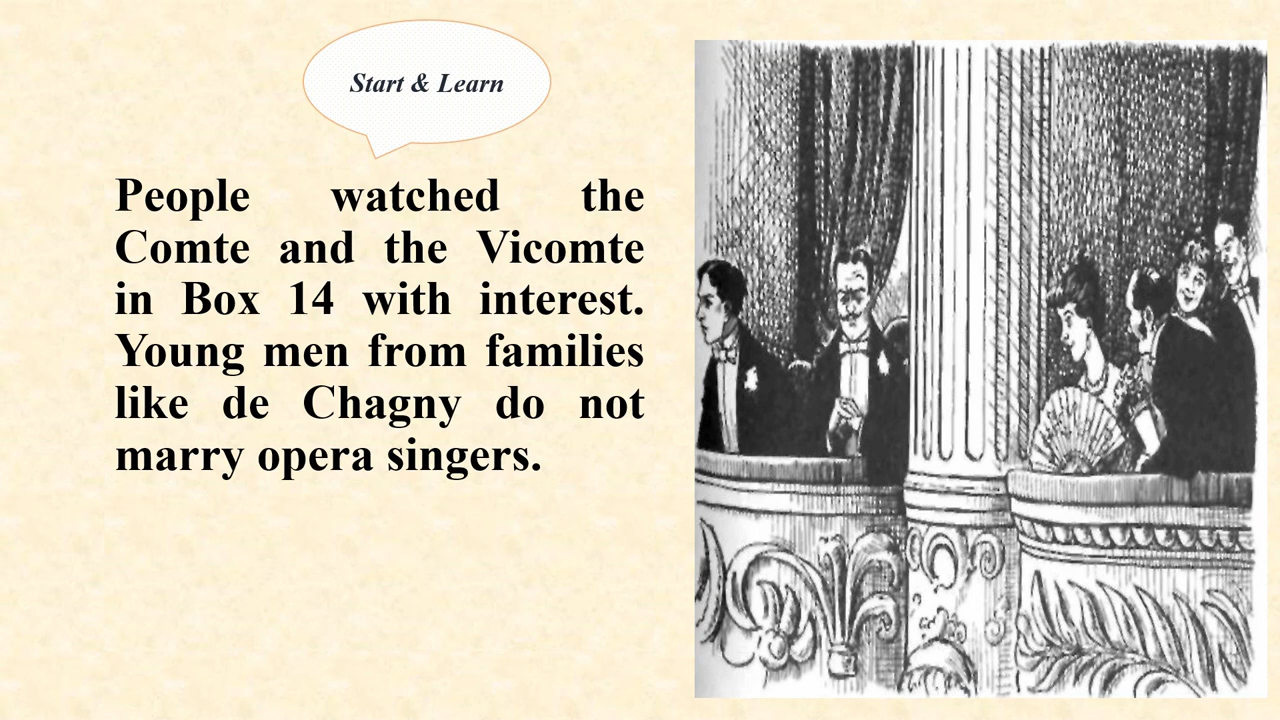 Start & Learn
People watched the
Comte and the Vicomte
in Box 14 with interest.
Young men from families
like de Chagny do not
marry opera singers.